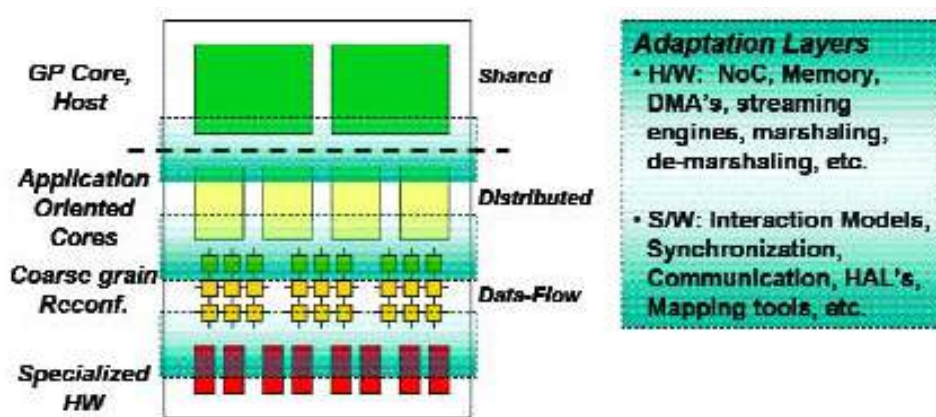 GP Core,
Host
Shared
Application
Oriented
Cores
Distributed
Coarse grain
Reconf.
Data-Flow
Specialized
HW
Adaptation Layers
• H/W: NoC, Memory,
DMA's, streaming
engines, marshaling,
de-marshaling, etc.
• S/W: Interaction Models,
Synchronization,
Communication, HAL's,
Mapping tools, etc.